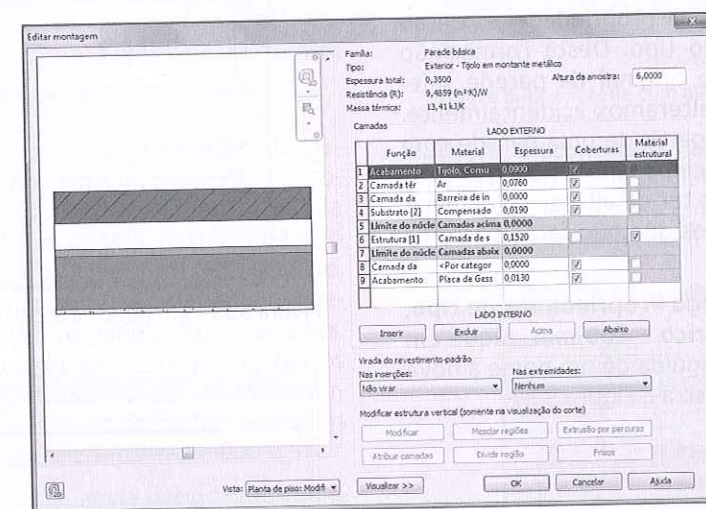 Editar montagem
Família: Parede básica
Tipo: Exterior - Tijolo em montante metálico
Espessura total: 0,3500 Altura da amostra: 6,0000
Resistência (R): 9,4859 (m²·K)/W
Massa térmica: 13,41 kJ/K
Camadas
LADO EXTERNO
Função Material Espessura Coberturas Material estrutural
1 Acabamento Tijolo, Comu 0,0900
2 Camada tér Ar 0,0760
3 Camada da Barreira de in 0,0000
4 Substrato [2] Compensado 0,0190
5 Limite do núcle Camadas acima 0,0000
6 Estrutura [1] Camada de s 0,1520
7 Limite do núcle Camadas abaix 0,0000
8 Camada da <Por categor 0,0000
9 Acabamento Placa de Gess 0,0130
LADO INTERNO
Inserir Excluir Acima Abaixo
Virada do revestimento padrão
Nas inserções: Nas extremidades:
Não virar Nenhum
Modificar estrutura vertical (somente na visualização do corte)
Modificar Mesclar regiões Extrusão por percurso
Atribuir camadas Dividir região Frisos
Vista: Planta de piso: Modifi Visualizar >> OK Cancelar Ajuda